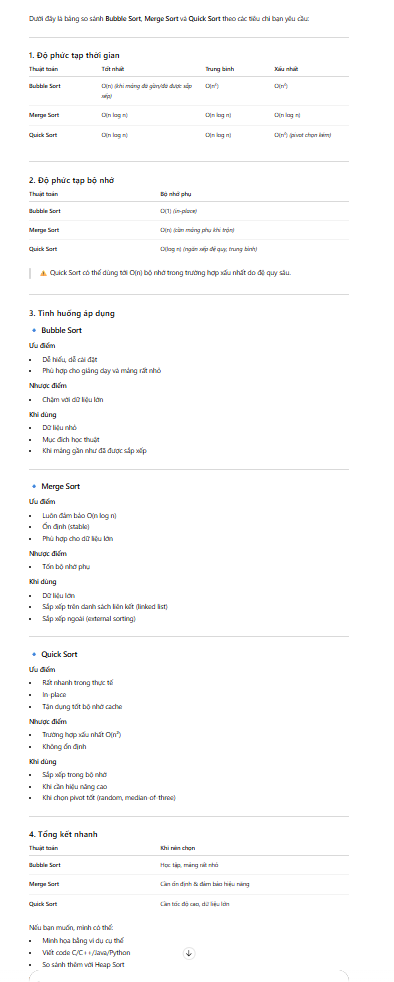 Dưới đây là bảng so sánh Bubble Sort, Merge Sort và Quick Sort theo các tiêu chí bạn yêu cầu:
1. Độ phức tạp thời gian
Thuật toán Tốt nhất Trung bình Xấu nhất
Bubble Sort O(n) (khi mảng đã gần/đã được sắp xếp) O(n²) O(n²)
Merge Sort O(n log n) O(n log n) O(n log n)
Quick Sort O(n log n) O(n log n) O(n²) (pivot chọn kém)
2. Độ phức tạp bộ nhớ
Thuật toán Bộ nhớ phụ
Bubble Sort O(1) (in-place)
Merge Sort O(n) (cần mảng phụ khi trộn)
Quick Sort O(log n) (ngăn xếp đệ quy, trung bình)
⚠️ Quick Sort có thể dùng tới O(n) bộ nhớ trong trường hợp xấu nhất do đệ quy sâu.
3. Tình huống áp dụng
🔹 Bubble Sort
Ưu điểm
• Dễ hiểu, dễ cài đặt
• Phù hợp cho giảng dạy và mảng rất nhỏ
Nhược điểm
• Chậm với dữ liệu lớn
Khi dùng
• Dữ liệu nhỏ
• Mục đích học thuật
• Khi mảng gần như đã được sắp xếp
🔹 Merge Sort
Ưu điểm
• Luôn đảm bảo O(n log n)
• Ổn định (stable)
• Phù hợp cho dữ liệu lớn
Nhược điểm
• Tốn bộ nhớ phụ
Khi dùng
• Dữ liệu lớn
• Sắp xếp trên danh sách liên kết (linked list)
• Sắp xếp ngoài (external sorting)
🔹 Quick Sort
Ưu điểm
• Rất nhanh trong thực tế
• In-place
• Tận dụng tốt bộ nhớ cache
Nhược điểm
• Trường hợp xấu nhất O(n²)
• Không ổn định
Khi dùng
• Sắp xếp trong bộ nhớ
• Khi cần hiệu năng cao
• Khi chọn pivot tốt (random, median-of-three)
4. Tổng kết nhanh
Thuật toán Khi nên chọn
Bubble Sort Học tập, mảng rất nhỏ
Merge Sort Cần ổn định & đảm bảo hiệu năng
Quick Sort Cần tốc độ cao, dữ liệu lớn
Nếu bạn muốn, mình có thể:
• Minh họa bằng ví dụ cụ thể
• Viết code C/C++/Java/Python
• So sánh thêm với Heap Sort